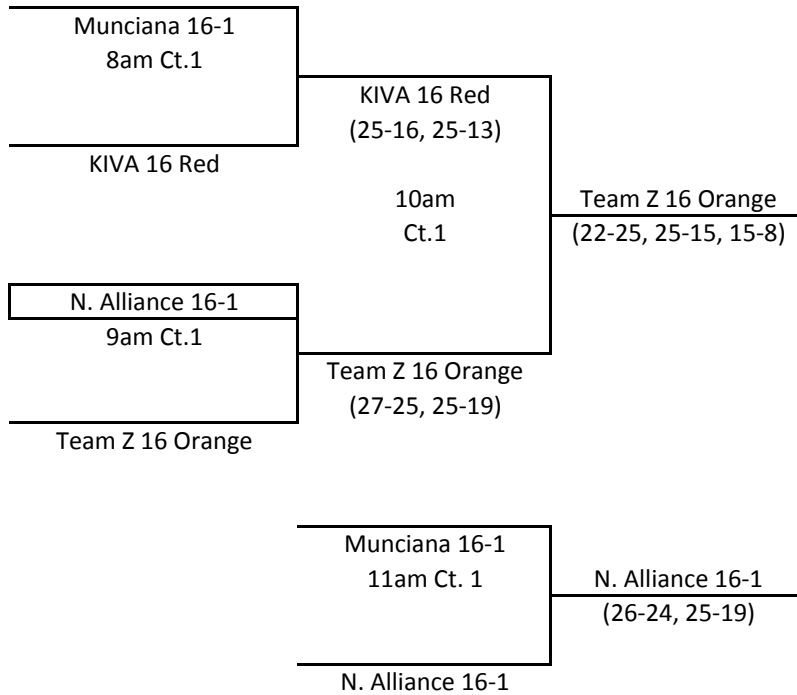 Munciana 16-1
8am Ct.1
KIVA 16 Red
(25-16, 25-13)
KIVA 16 Red
10am
Ct.1
Team Z 16 Orange
(22-25, 25-15, 15-8)
N. Alliance 16-1
9am Ct.1
Team Z 16 Orange
(27-25, 25-19)
Team Z 16 Orange
Munciana 16-1
11am Ct. 1
N. Alliance 16-1
(26-24, 25-19)
N. Alliance 16-1